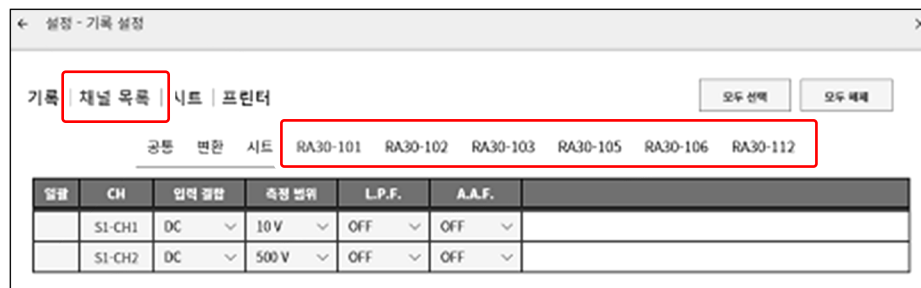 ← 설정 - 기록 설정
기록 | 채널 목록 | 시트 | 프린터 모두 선택 모두 해제
공통 변환 시트 RA30-101 RA30-102 RA30-103 RA30-105 RA30-106 RA30-112
일괄 CH 입력 결합 측정 범위 L.P.F. A.A.F.
S1-CH1 DC 10 V OFF OFF
S1-CH2 DC 500 V OFF OFF